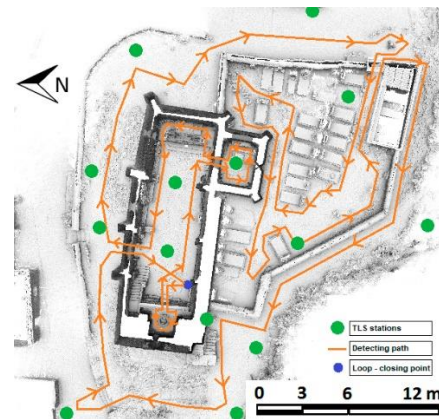 N
TLS stations
Detecting path
Loop - closing point
0 3 6 12 m